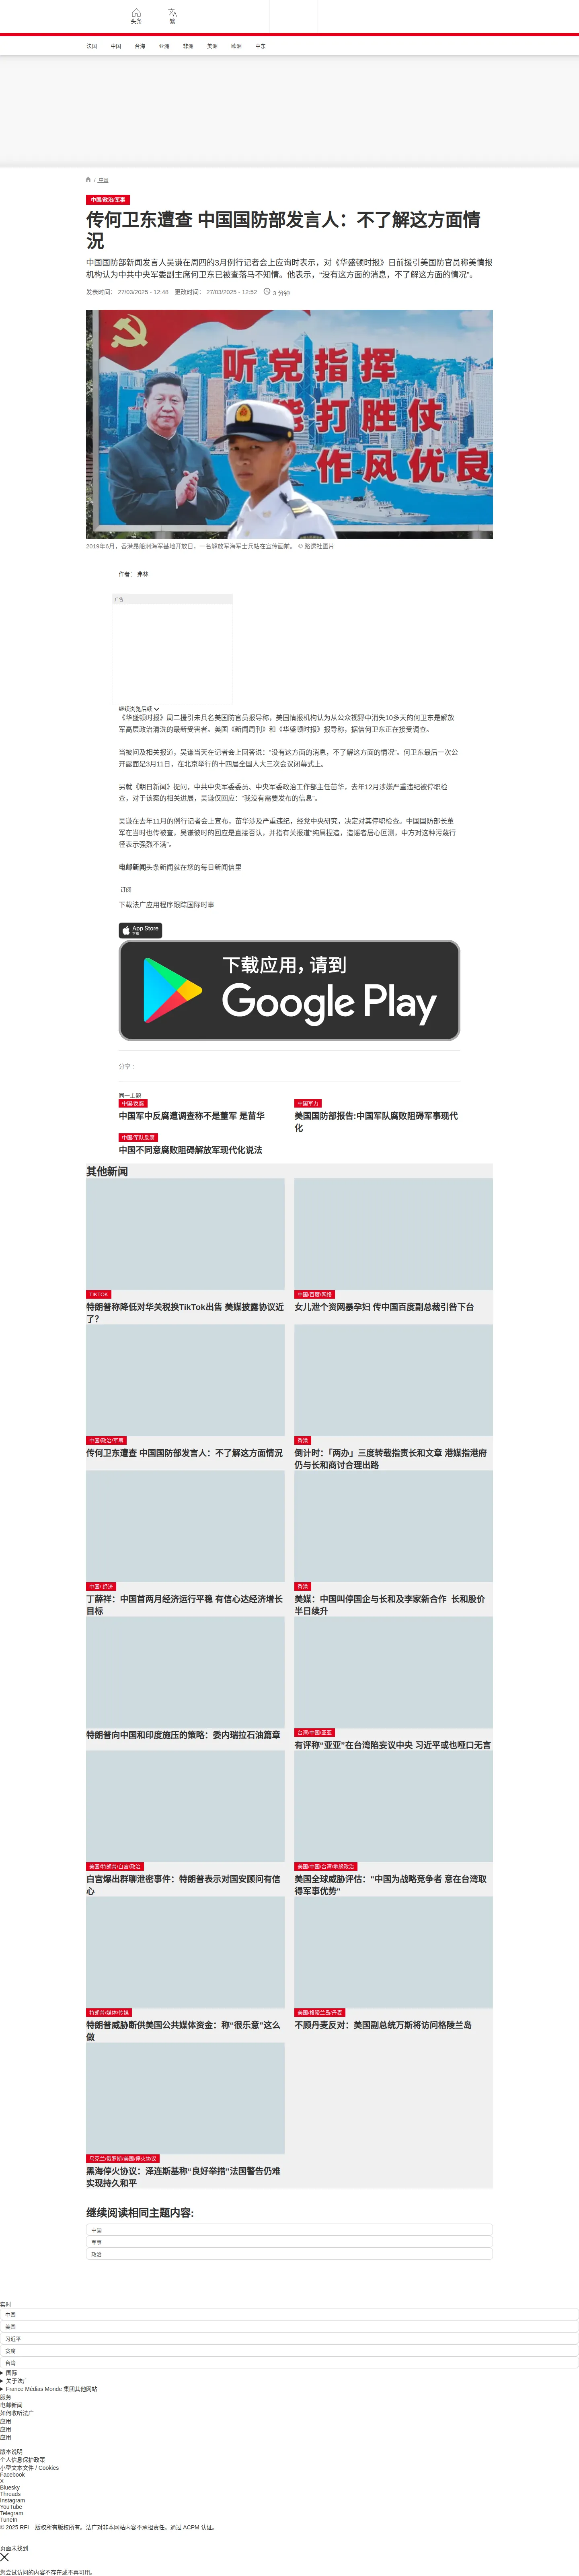 头条
繁
法国 中国 台海 亚洲 非洲 美洲 欧洲 中东
/ 中国
中国/政治/军事
传何卫东遭查 中国国防部发言人：不了解这方面情
况
中国国防部新闻发言人吴谦在周四的3月例行记者会上应询时表示，对《华盛顿时报》日前援引美国防官员称美情报
机构认为中共中央军委副主席何卫东已被查落马不知情。他表示，“没有这方面的消息，不了解这方面的情况”。
发表时间： 27/03/2025 - 12:48 更改时间： 27/03/2025 - 12:52 3 分钟
听党指挥
能打胜仗
作风优良
2019年6月，香港昂船洲海军基地开放日，一名解放军海军士兵站在宣传画前。 © 路透社图片
作者： 弗林
广告
继续浏览后续
《华盛顿时报》周二援引未具名美国防官员报导称，美国情报机构认为从公众视野中消失10多天的何卫东是解放
军高层政治清洗的最新受害者。美国《新闻周刊》和《华盛顿时报》报导称，据信何卫东正在接受调查。
当被问及相关报道，吴谦当天在记者会上回答说：“没有这方面的消息，不了解这方面的情况”。何卫东最后一次公
开露面是3月11日，在北京举行的十四届全国人大三次会议闭幕式上。
另就《朝日新闻》提问，中共中央军委委员、中央军委政治工作部主任苗华，去年12月涉嫌严重违纪被停职检
查，对于该案的相关进展，吴谦仅回应：“我没有需要发布的信息”。
吴谦在去年11月的例行记者会上宣布，苗华涉及严重违纪，经党中央研究，决定对其停职检查。中国国防部长董
军在当时也传被查，吴谦彼时的回应是直接否认，并指有关报道“纯属捏造，造谣者居心叵测，中方对这种污蔑行
径表示强烈不满”。
电邮新闻头条新闻就在您的每日新闻信里
订阅
下载法广应用程序跟踪国际时事
App Store
下载
下载应用，请到
Google Play
分享 :
同一主题
中国/反腐
中国军中反腐遭调查称不是董军 是苗华
中国军力
美国国防部报告:中国军队腐败阻碍军事现代
化
中国/军队反腐
中国不同意腐败阻碍解放军现代化说法
其他新闻
TIKTOK
特朗普称降低对华关税换TikTok出售 美媒披露协议近
了？
中国/百度/网络
女儿泄个资网暴孕妇 传中国百度副总裁引咎下台
中国/政治/军事
传何卫东遭查 中国国防部发言人：不了解这方面情况
香港
倒计时：「两办」三度转载指责长和文章 港媒指港府
仍与长和商讨合理出路
中国/ 经济
丁薛祥：中国首两月经济运行平稳 有信心达经济增长
目标
香港
美媒：中国叫停国企与长和及李家新合作 长和股价
半日续升
特朗普向中国和印度施压的策略：委内瑞拉石油篇章
台湾/中国/亚亚
有评称“亚亚”在台湾陷妄议中央 习近平或也哑口无言
美国/特朗普/白宫/政治
白宫爆出群聊泄密事件：特朗普表示对国安顾问有信
心
美国/中国/台湾/地缘政治
美国全球威胁评估："中国为战略竞争者 意在台湾取
得军事优势"
特朗普/媒体/传媒
特朗普威胁断供美国公共媒体资金：称“很乐意”这么
做
美国/格陵兰岛/丹麦
不顾丹麦反对：美国副总统万斯将访问格陵兰岛
乌克兰/俄罗斯/美国/停火协议
黑海停火协议：泽连斯基称“良好举措”法国警告仍难
实现持久和平
继续阅读相同主题内容:
中国
军事
政治
实时
中国
美国
习近平
贪腐
台湾
国际
关于法广
France Médias Monde 集团其他网站
服务
电邮新闻
如何收听法广
应用
应用
应用
版本说明
个人信息保护政策
小型文本文件 / Cookies
Facebook
X
Bluesky
Threads
Instagram
YouTube
Telegram
TuneIn
© 2025 RFI – 版权所有版权所有。法广对非本网站内容不承担责任。通过 ACPM 认证。
页面未找到
您尝试访问的内容不存在或不再可用。